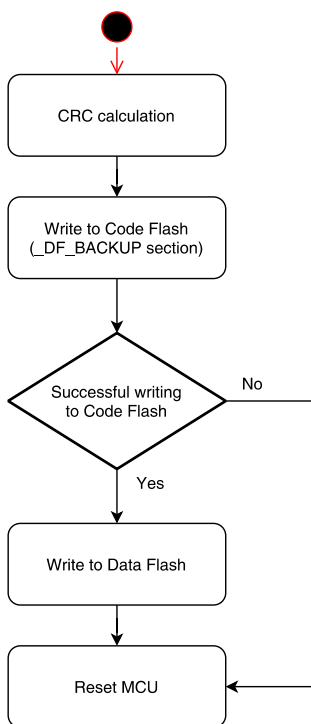 CRC calculation
Write to Code Flash
(_DF_BACKUP section)
Successful writing
to Code Flash
No
Yes
Write to Data Flash
Reset MCU